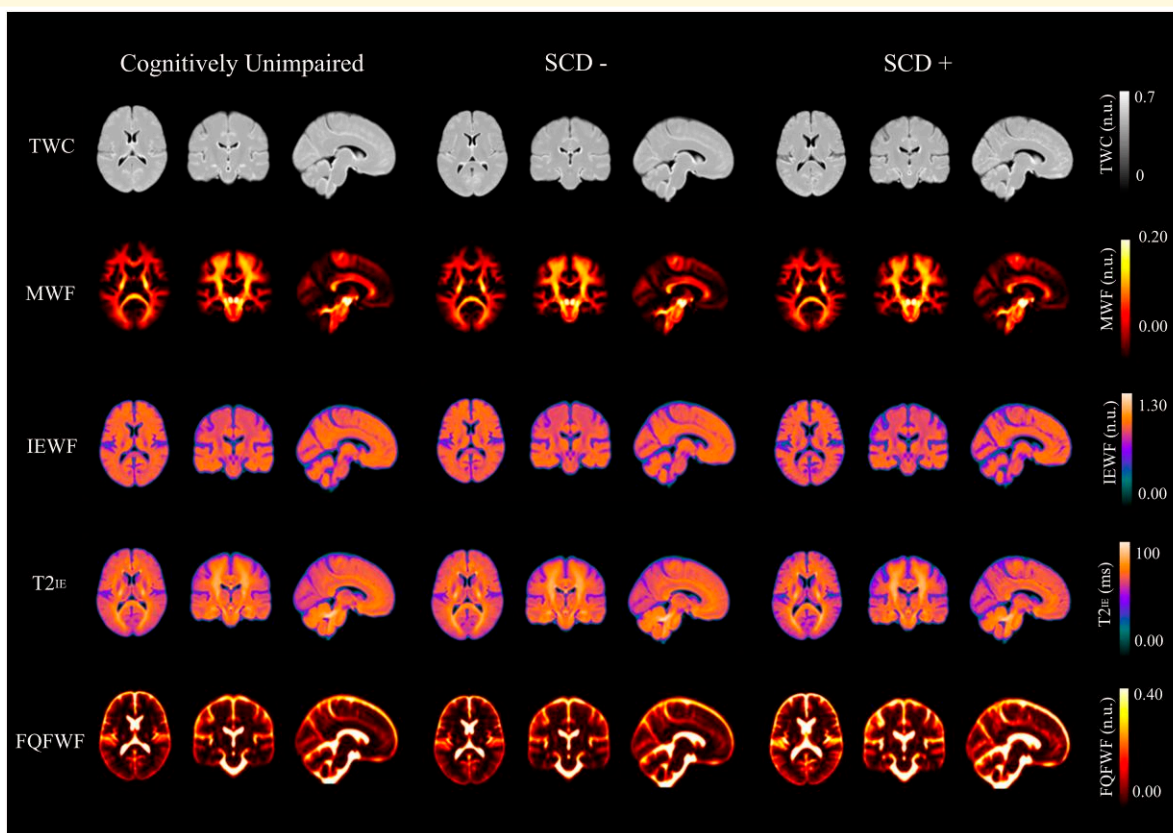 Cognitively Unimpaired SCD - SCD +
TWC
0.7
TWC (n.u.)
0
MWF
0.20
MWF (n.u.)
0.00
IEWF
1.30
IEWF (n.u.)
0.00
T2IE
100
T2IE (ms)
0.00
FQFWF
0.40
FQFWF (n.u.)
0.00